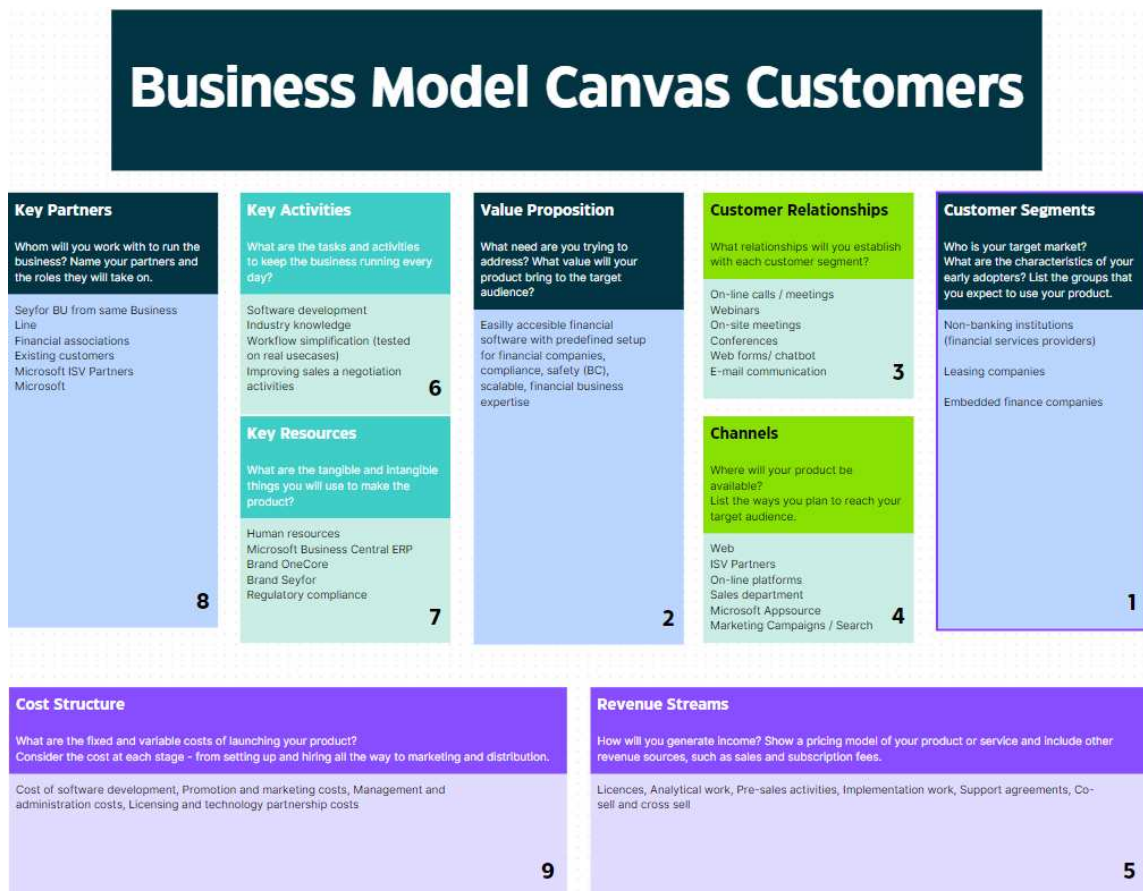 Business Model Canvas Customers
Key Partners
Whom will you work with to run the
business? Name your partners and
the roles they will take on.
Seyfor BU from same Business
Line
Financial associations
Existing customers
Microsoft ISV Partners
Microsoft
8
Key Activities
What are the tasks and activities
to keep the business running every
day?
Software development
Industry knowledge
Workflow simplification (tested
on real usecases)
Improving sales a negotiation
activities
6
Key Resources
What are the tangible and intangible
things you will use to make the
product?
Human resources
Microsoft Business Central ERP
Brand OneCore
Brand Seyfor
Regulatory compliance
7
Value Proposition
What need are you trying to
address? What value will your
product bring to the target
audience?
Easilly accesible financial
software with predefined setup
for financial companies,
compliance, safety (BC),
scalable, financial business
expertise
2
Customer Relationships
What relationships will you establish
with each customer segment?
On-line calls / meetings
Webinars
On-site meetings
Conferences
Web forms/ chatbot
E-mail communication
3
Channels
Where will your product be
available?
List the ways you plan to reach your
target audience.
Web
ISV Partners
On-line platforms
Sales department
Microsoft Appsource
Marketing Campaigns / Search
4
Customer Segments
Who is your target market?
What are the characteristics of your
early adopters? List the groups that
you expect to use your product.
Non-banking institutions
(financial services providers)
Leasing companies
Embedded finance companies
1
Cost Structure
What are the fixed and variable costs of launching your product?
Consider the cost at each stage - from setting up and hiring all the way to marketing and distribution.
Cost of software development, Promotion and marketing costs, Management and
administration costs, Licensing and technology partnership costs
9
Revenue Streams
How will you generate income? Show a pricing model of your product or service and include other
revenue sources, such as sales and subscription fees.
Licences, Analytical work, Pre-sales activities, Implementation work, Support agreements, Co-
sell and cross sell
5